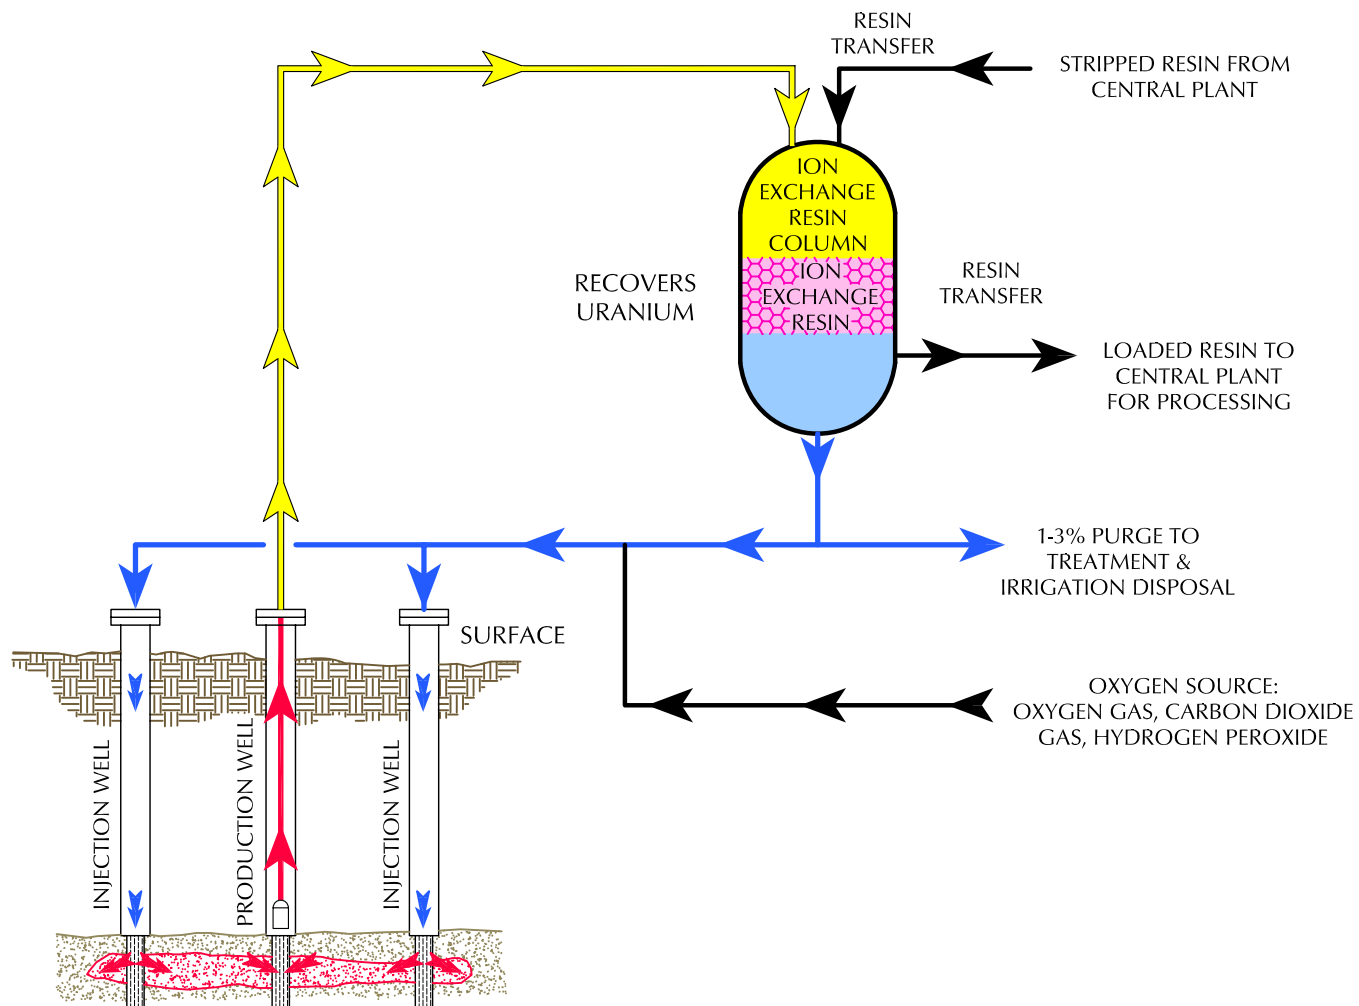 RESIN
TRANSFER
STRIPPED RESIN FROM
CENTRAL PLANT
ION
EXCHANGE
RESIN
COLUMN
ION
EXCHANGE
RESIN
RECOVERS
URANIUM
RESIN
TRANSFER
LOADED RESIN TO
CENTRAL PLANT
FOR PROCESSING
1-3% PURGE TO
TREATMENT &
IRRIGATION DISPOSAL
SURFACE
OXYGEN SOURCE:
OXYGEN GAS, CARBON DIOXIDE
GAS, HYDROGEN PEROXIDE
INJECTION WELL
PRODUCTION WELL
INJECTION WELL